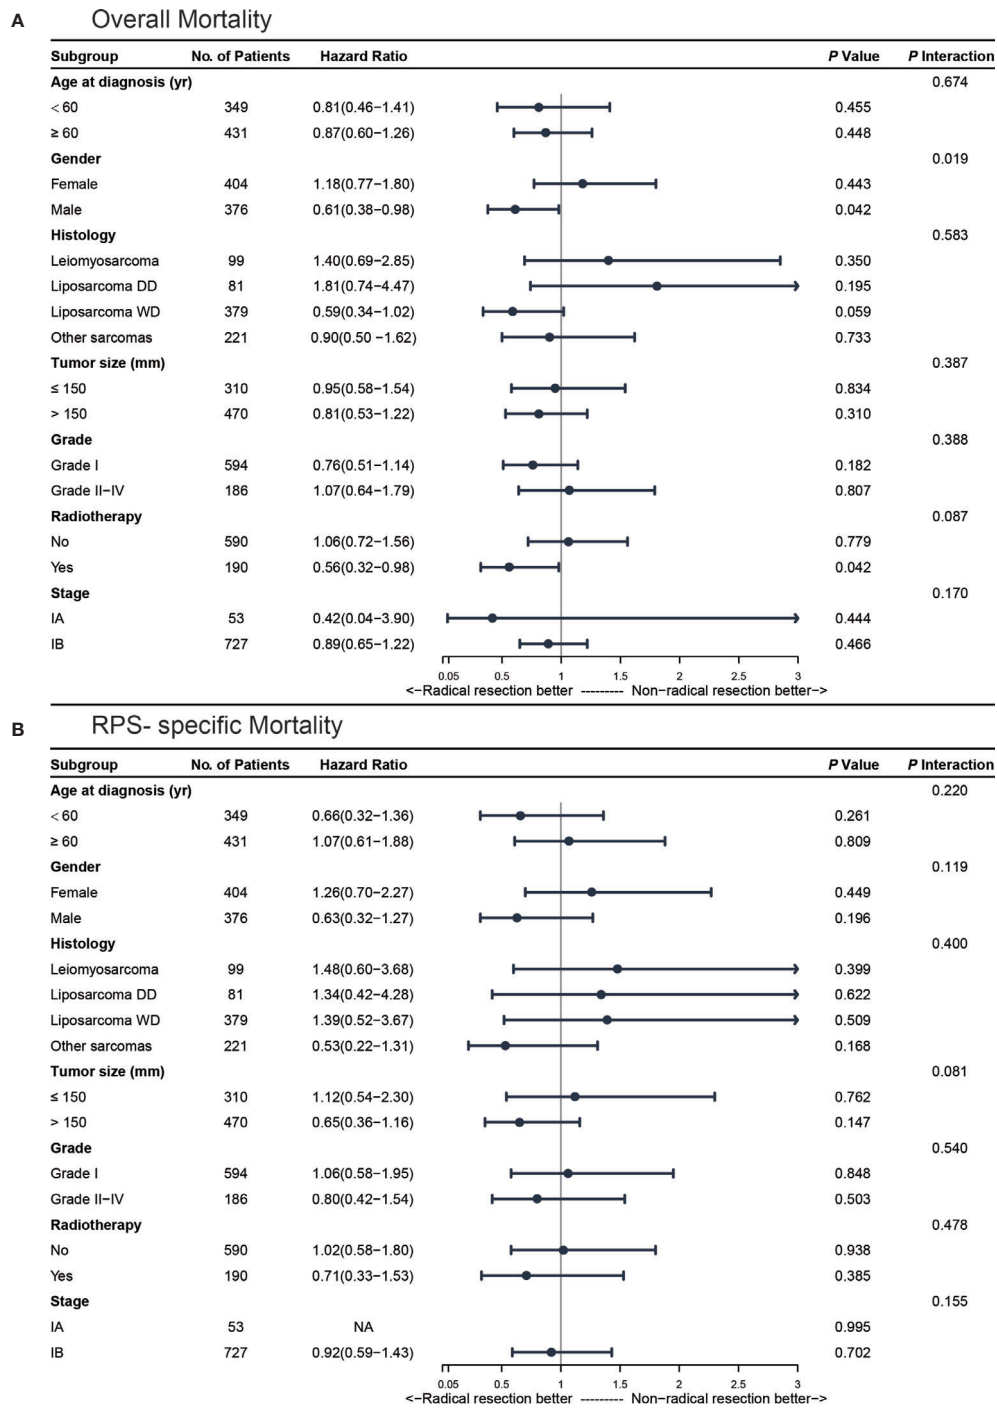 A Overall Mortality
Subgroup No. of Patients Hazard Ratio P Value P Interaction
Age at diagnosis (yr) 0.674
< 60 349 0.81(0.46−1.41) 0.455
≥ 60 431 0.87(0.60−1.26) 0.448
Gender 0.019
Female 404 1.18(0.77−1.80) 0.443
Male 376 0.61(0.38−0.98) 0.042
Histology 0.583
Leiomyosarcoma 99 1.40(0.69−2.85) 0.350
Liposarcoma DD 81 1.81(0.74−4.47) 0.195
Liposarcoma WD 379 0.59(0.34−1.02) 0.059
Other sarcomas 221 0.90(0.50 −1.62) 0.733
Tumor size (mm) 0.387
≤ 150 310 0.95(0.58−1.54) 0.834
> 150 470 0.81(0.53−1.22) 0.310
Grade 0.388
Grade I 594 0.76(0.51−1.14) 0.182
Grade II−IV 186 1.07(0.64−1.79) 0.807
Radiotherapy 0.087
No 590 1.06(0.72−1.56) 0.779
Yes 190 0.56(0.32−0.98) 0.042
Stage 0.170
IA 53 0.42(0.04−3.90) 0.444
IB 727 0.89(0.65−1.22) 0.466
0.05 0.5 1 1.5 2 2.5 3
<−Radical resection better --------- Non−radical resection better−>
B RPS- specific Mortality
Subgroup No. of Patients Hazard Ratio P Value P Interaction
Age at diagnosis (yr) 0.220
< 60 349 0.66(0.32−1.36) 0.261
≥ 60 431 1.07(0.61−1.88) 0.809
Gender 0.119
Female 404 1.26(0.70−2.27) 0.449
Male 376 0.63(0.32−1.27) 0.196
Histology 0.400
Leiomyosarcoma 99 1.48(0.60−3.68) 0.399
Liposarcoma DD 81 1.34(0.42−4.28) 0.622
Liposarcoma WD 379 1.39(0.52−3.67) 0.509
Other sarcomas 221 0.53(0.22−1.31) 0.168
Tumor size (mm) 0.081
≤ 150 310 1.12(0.54−2.30) 0.762
> 150 470 0.65(0.36−1.16) 0.147
Grade 0.540
Grade I 594 1.06(0.58−1.95) 0.848
Grade II−IV 186 0.80(0.42−1.54) 0.503
Radiotherapy 0.478
No 590 1.02(0.58−1.80) 0.938
Yes 190 0.71(0.33−1.53) 0.385
Stage 0.155
IA 53 NA 0.995
IB 727 0.92(0.59−1.43) 0.702
0.05 0.5 1 1.5 2 2.5 3
<−Radical resection better --------- Non−radical resection better−>